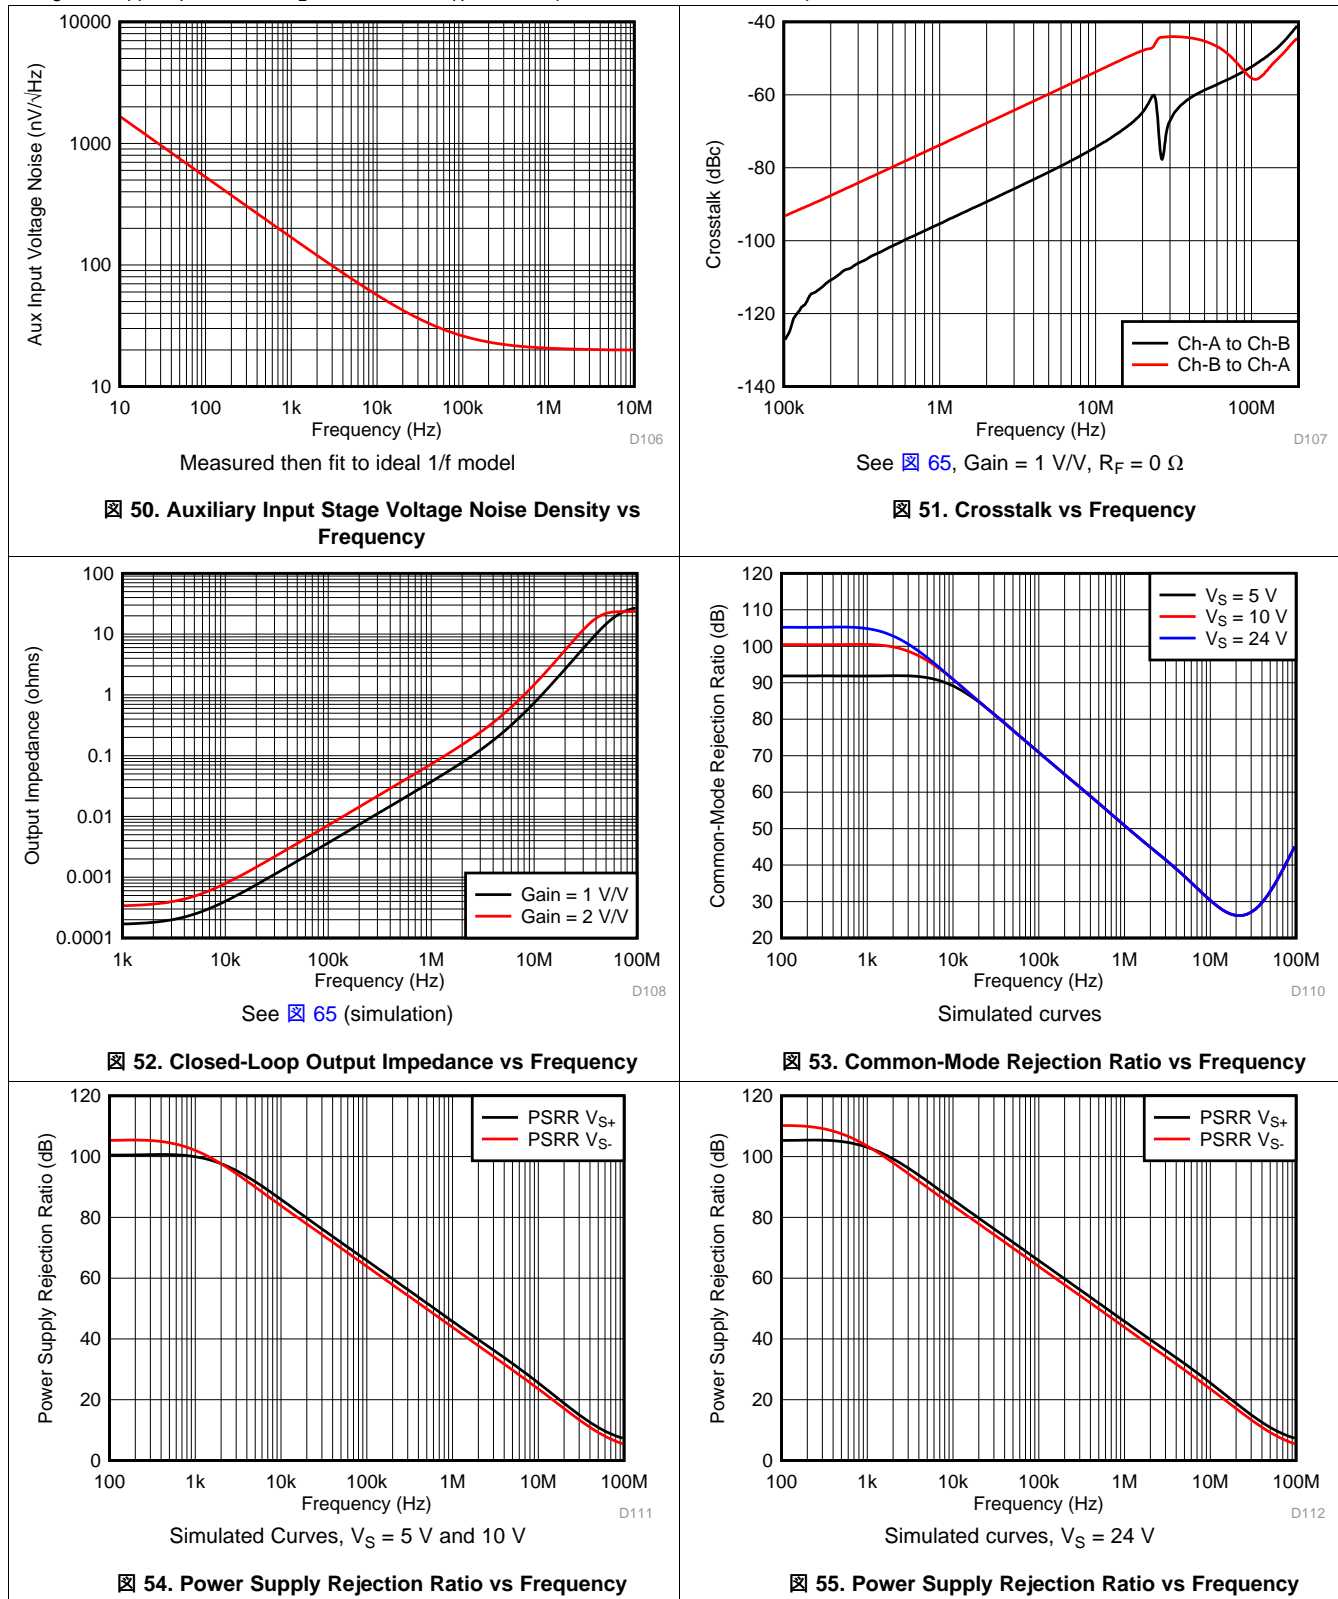 10000
1000
100
10
Aux Input Voltage Noise (nV/√Hz)
10 100 1k 10k 100k 1M 10M
Frequency (Hz)
D106
Measured then fit to ideal 1/f model
図 50. Auxiliary Input Stage Voltage Noise Density vs
Frequency
-40
-60
-80
-100
-120
-140
Crosstalk (dBc)
Ch-A to Ch-B
Ch-B to Ch-A
100k 1M 10M 100M
Frequency (Hz)
D107
See 図 65, Gain = 1 V/V, RF = 0 Ω
図 51. Crosstalk vs Frequency
100
10
1
0.1
0.01
0.001
0.0001
Output Impedance (ohms)
Gain = 1 V/V
Gain = 2 V/V
1k 10k 100k 1M 10M 100M
Frequency (Hz)
D108
See 図 65 (simulation)
図 52. Closed-Loop Output Impedance vs Frequency
120
110
100
90
80
70
60
50
40
30
20
Common-Mode Rejection Ratio (dB)
VS = 5 V
VS = 10 V
VS = 24 V
100 1k 10k 100k 1M 10M 100M
Frequency (Hz)
D110
Simulated curves
図 53. Common-Mode Rejection Ratio vs Frequency
120
100
80
60
40
20
0
Power Supply Rejection Ratio (dB)
PSRR VS+
PSRR VS-
100 1k 10k 100k 1M 10M 100M
Frequency (Hz)
D111
Simulated Curves, VS = 5 V and 10 V
図 54. Power Supply Rejection Ratio vs Frequency
120
100
80
60
40
20
0
Power Supply Rejection Ratio (dB)
PSRR VS+
PSRR VS-
100 1k 10k 100k 1M 10M 100M
Frequency (Hz)
D112
Simulated curves, VS = 24 V
図 55. Power Supply Rejection Ratio vs Frequency